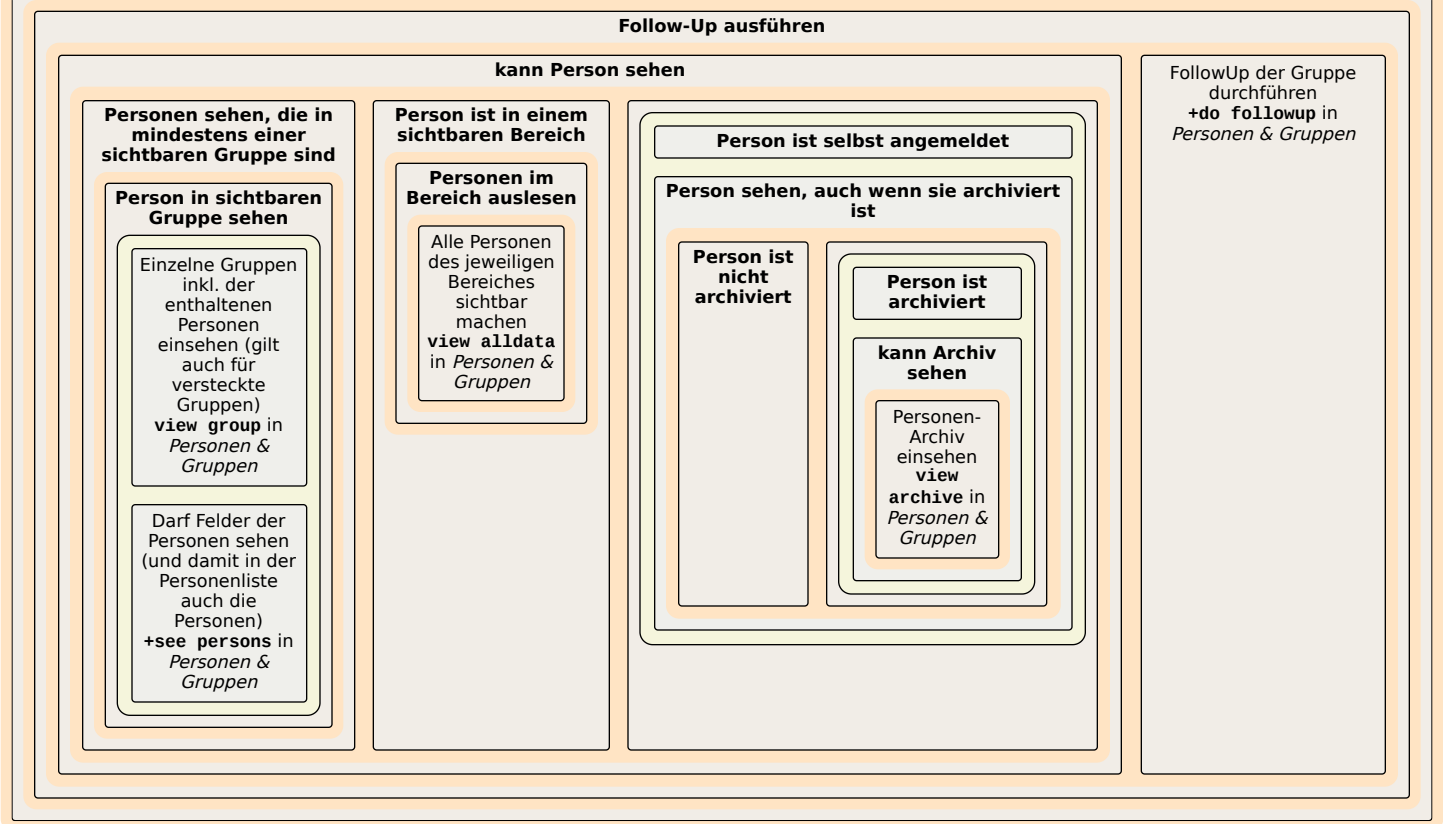 Follow-Up ausführen
kann Person sehen
Personen sehen, die in
mindestens einer
sichtbaren Gruppe sind
Person in sichtbaren
Gruppe sehen
Einzelne Gruppen
inkl. der
enthaltenen
Personen
einsehen (gilt
auch für
versteckte
Gruppen)
view group in
Personen &
Gruppen
Darf Felder der
Personen sehen
(und damit in der
Personenliste
auch die
Personen)
+see persons in
Personen &
Gruppen
Person ist in einem
sichtbaren Bereich
Personen im
Bereich auslesen
Alle Personen
des jeweiligen
Bereiches
sichtbar
machen
view alldata
in Personen &
Gruppen
Person ist selbst angemeldet
Person sehen, auch wenn sie archiviert
ist
Person ist
nicht
archiviert
Person ist
archiviert
kann Archiv
sehen
Personen-
Archiv
einsehen
view
archive in
Personen &
Gruppen
FollowUp der Gruppe
durchführen
+do followup in
Personen & Gruppen